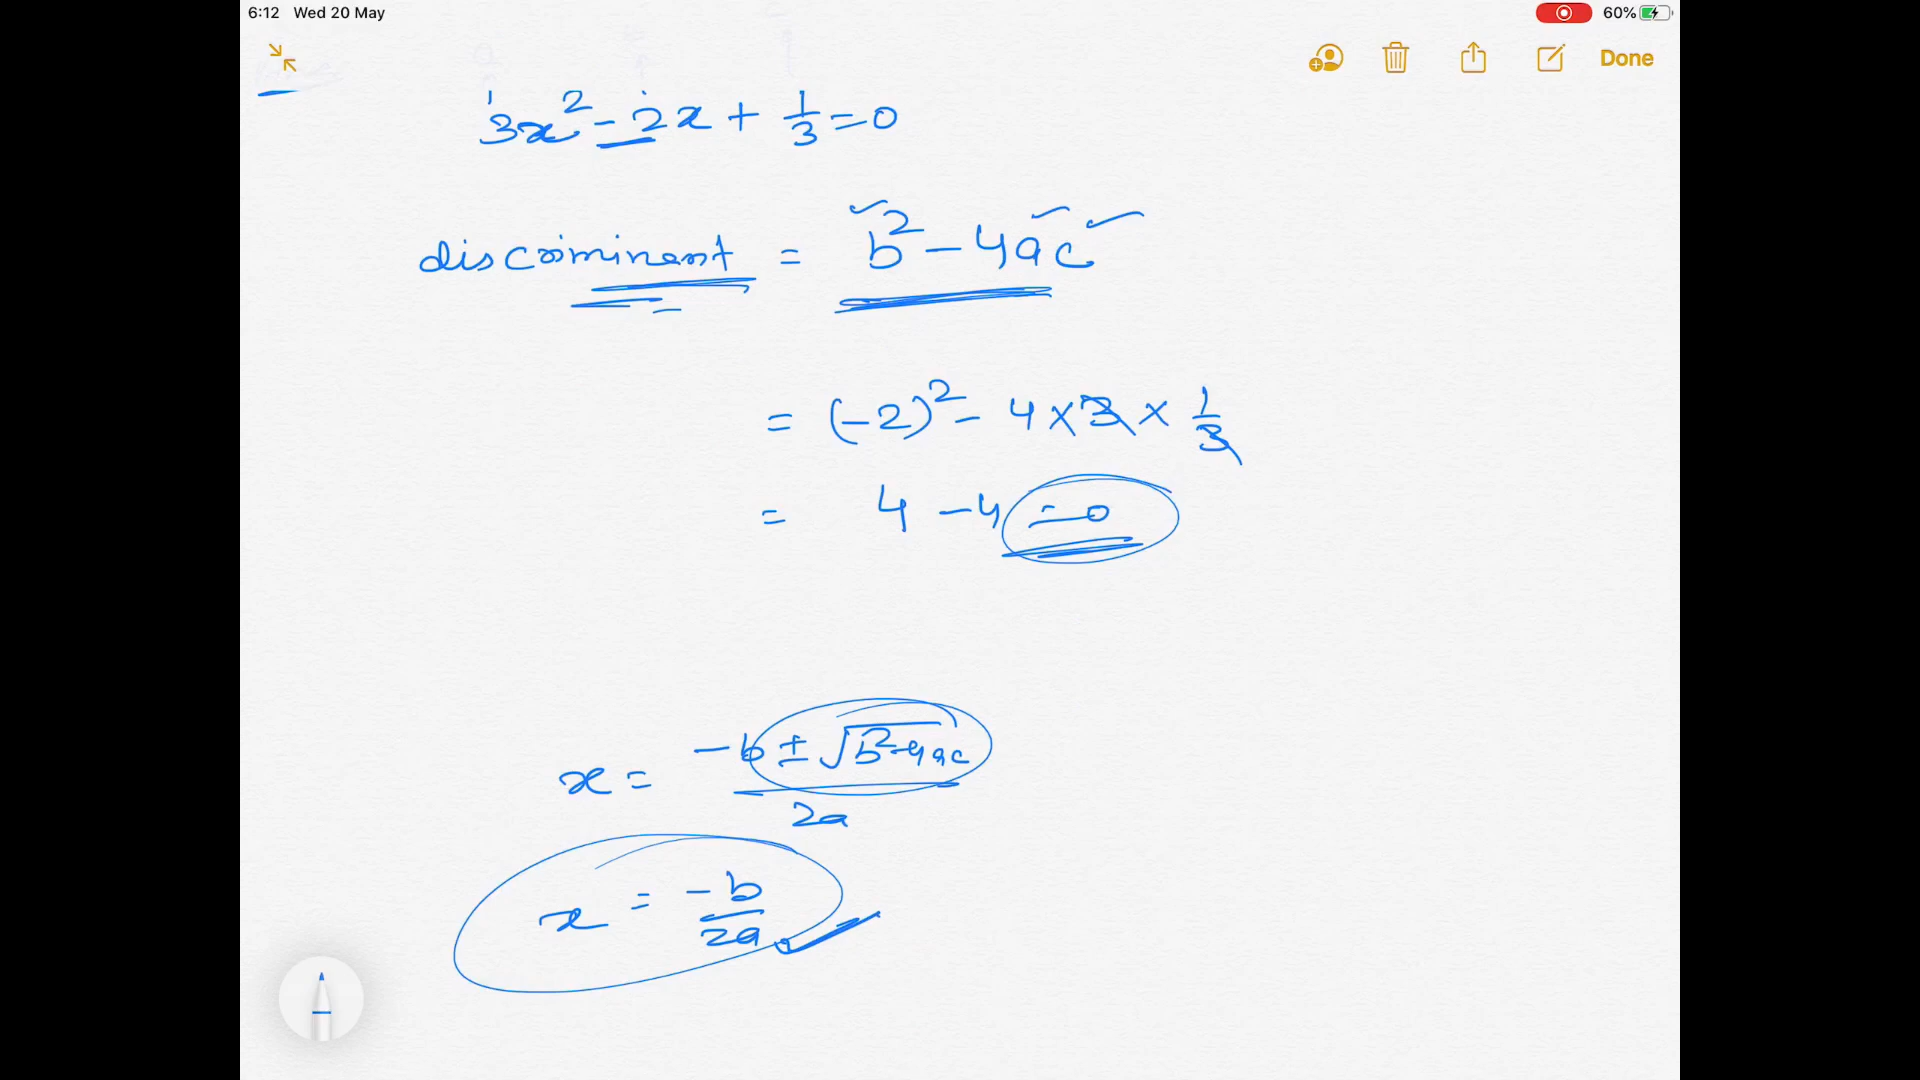 6:12 Wed 20 May 60%
Done
3x² - 2x + 1/3 = 0
discriminent = b² - 4ac
= (-2)² - 4 × 3 × 1/3
= 4 - 4 = 0
x = (-b ± √(b² - 4ac))/2a
x = -b/2a